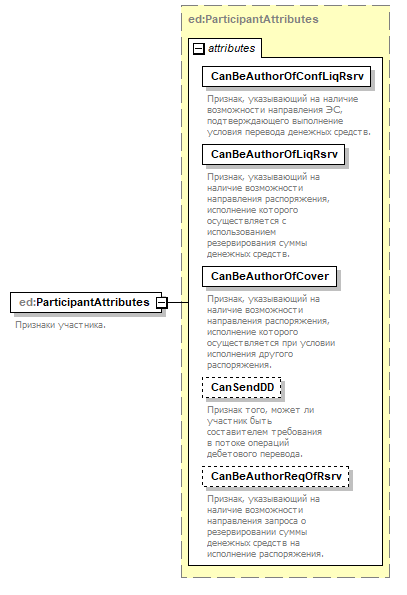 ed:ParticipantAttributes
attributes
CanBeAuthorOfConfLiqRsrv
Признак, указывающий на наличие
возможности направления ЭС,
подтверждающего выполнение
условия перевода денежных средств.
CanBeAuthorOfLiqRsrv
Признак, указывающий на
наличие возможности
направления распоряжения,
исполнение которого
осуществляется с
использованием
резервирования суммы
денежных средств.
CanBeAuthorOfCover
Признак, указывающий на
наличие возможности
направления распоряжения,
исполнение которого
осуществляется при условии
исполнения другого
распоряжения.
ed:ParticipantAttributes
Признаки участника.
CanSendDD
Признак того, может ли
участник быть
составителем требования
в потоке операций
дебетового перевода.
CanBeAuthorReqOfRsrv
Признак, указывающий на
наличие возможности
направления запроса о
резервировании суммы
денежных средств на
исполнение распоряжения.